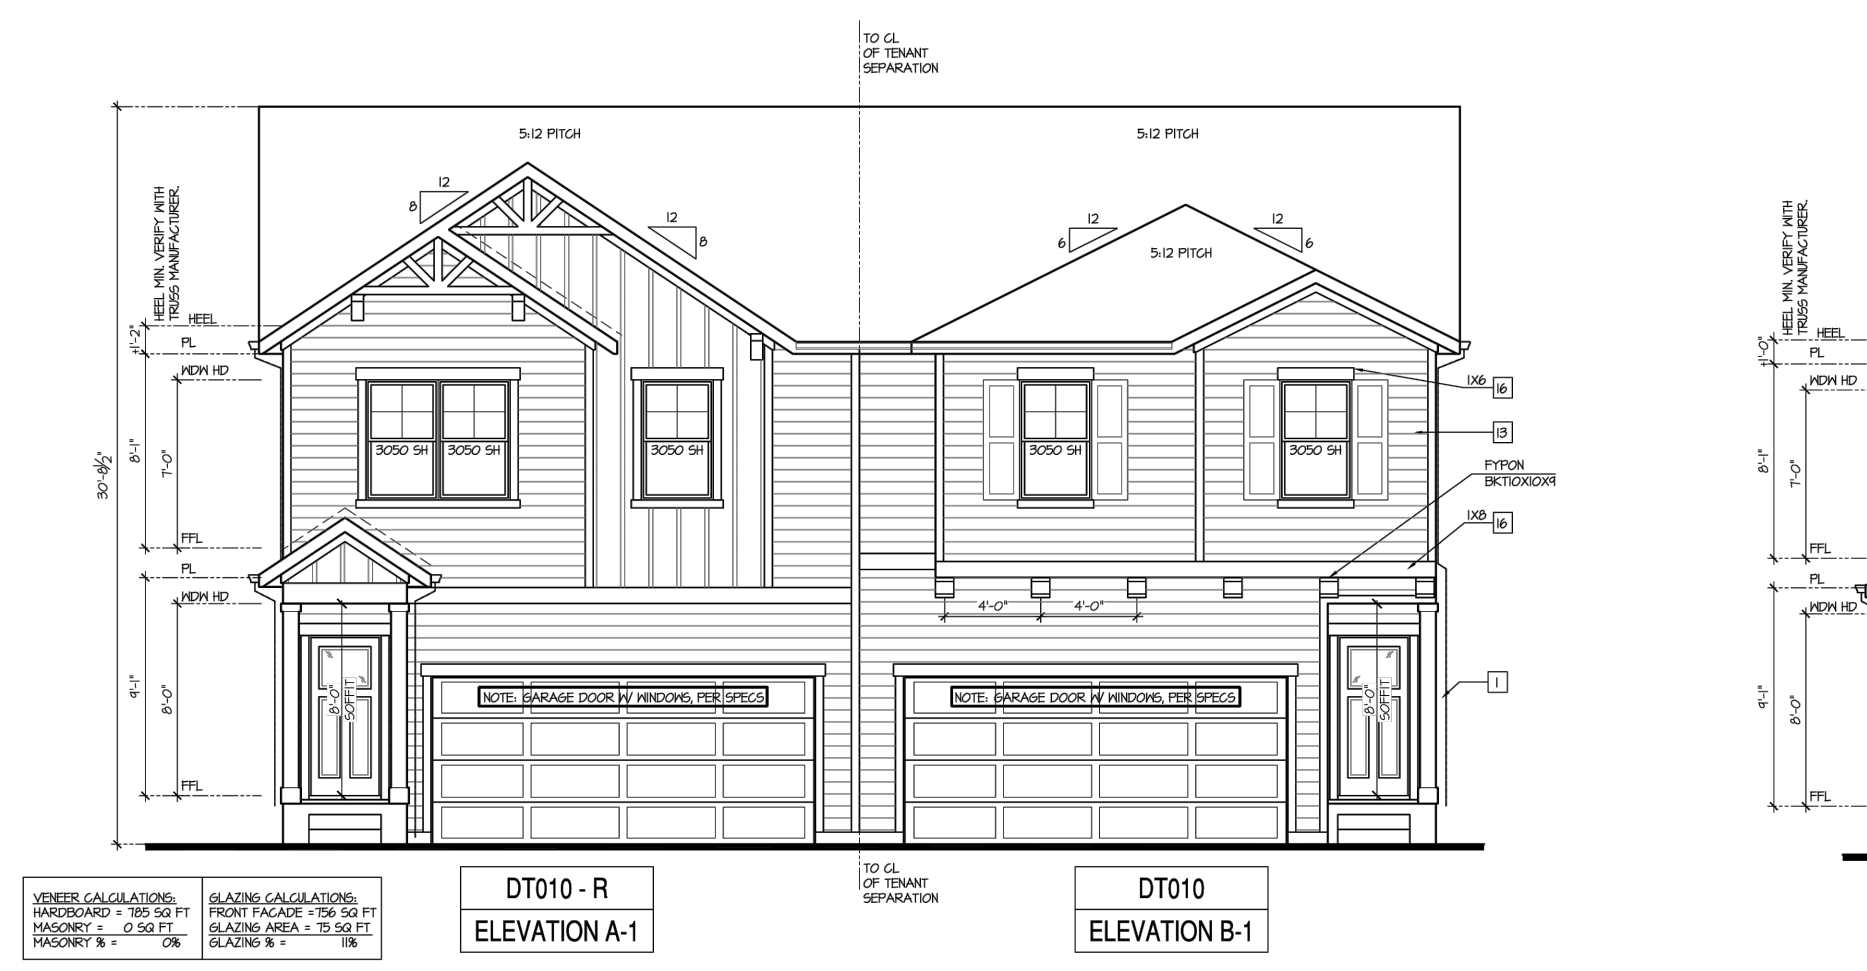 TO CL
OF TENANT
SEPARATION
5:12 PITCH
5:12 PITCH
12
8
12
8
12
6
12
6
5:12 PITCH
HEEL MIN. VERIFY WITH
TRUSS MANUFACTURER.
HEEL
±1'-2"
PL
WDW HD
8'-1"
7'-0"
30'-8½"
FFL
PL
WDW HD
9'-1"
8'-0"
FFL
3050 SH
3050 SH
3050 SH
3050 SH
3050 SH
1X6
16
13
FYPON
BKT10X10X9
1X8
16
4'-0"
4'-0"
8'-0"
SOFFIT
NOTE: GARAGE DOOR W/ WINDOWS, PER SPECS
NOTE: GARAGE DOOR W/ WINDOWS, PER SPECS
8'-0"
SOFFIT
1
HEEL MIN. VERIFY WITH
TRUSS MANUFACTURER.
HEEL
±1'-0"
PL
WDW HD
8'-1"
7'-0"
FFL
PL
WDW HD
9'-1"
8'-0"
FFL
TO CL
OF TENANT
SEPARATION
DT010 - R
ELEVATION A-1
DT010
ELEVATION B-1
VENEER CALCULATIONS:
HARDBOARD = 785 SQ FT
MASONRY = 0 SQ FT
MASONRY % = 0%
GLAZING CALCULATIONS:
FRONT FACADE =756 SQ FT
GLAZING AREA = 75 SQ FT
GLAZING % = 11%